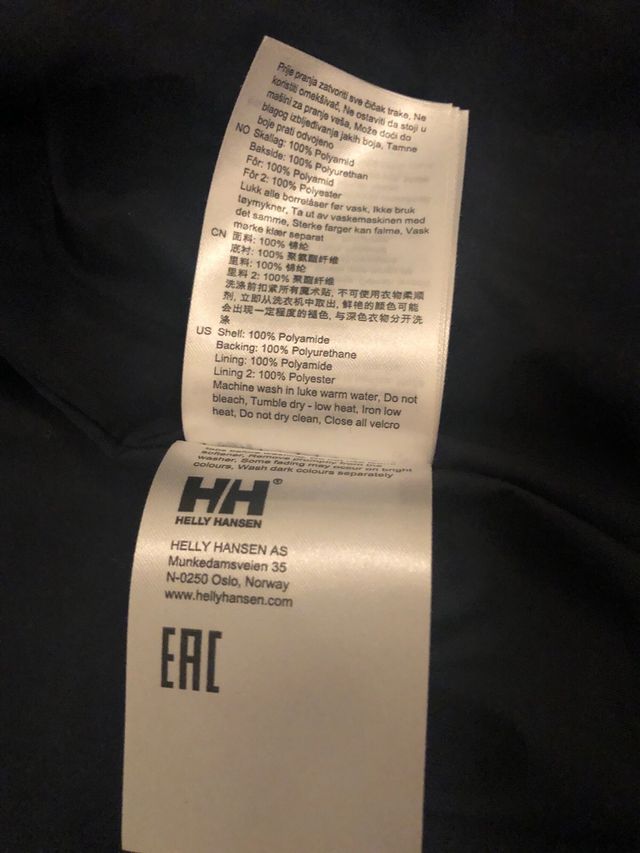 Prije pranja zatvoriti sve čičak trake, Ne
koristiti omekšivač, Ne ostaviti da stoji u
mašini za pranje veša, Može doći do
blagog izbljeđivanja jakih boja, Tamne
boje prati odvojeno
NO Skallag: 100% Polyamid
Bakside: 100% Polyurethan
Fôr: 100% Polyamid
Fôr 2: 100% Polyester
Lukk alle borrelåser før vask, Ikke bruk
tøymykner, Ta ut av vaskemaskinen med
det samme, Sterke farger kan falme, Vask
mørke klær separat
CN 面料: 100% 锦纶
底衬: 100% 聚氨酯纤维
里料: 100% 锦纶
里料 2: 100% 聚酯纤维
洗涤前扣紧所有魔术贴, 不可使用衣物柔顺
剂, 立即从洗衣机中取出, 鲜艳的颜色可能
会出现一定程度的褪色, 与深色衣物分开洗
涤
US Shell: 100% Polyamide
Backing: 100% Polyurethane
Lining: 100% Polyamide
Lining 2: 100% Polyester
Machine wash in luke warm water, Do not
bleach, Tumble dry - low heat, Iron low
heat, Do not dry clean, Close all velcro
softener, Remove promptly from the
washer. Some fading may occur on bright
colours, Wash dark colours separately
HH®
HELLY HANSEN
HELLY HANSEN AS
Munkedamsveien 35
N-0250 Oslo, Norway
www.hellyhansen.com
EAC